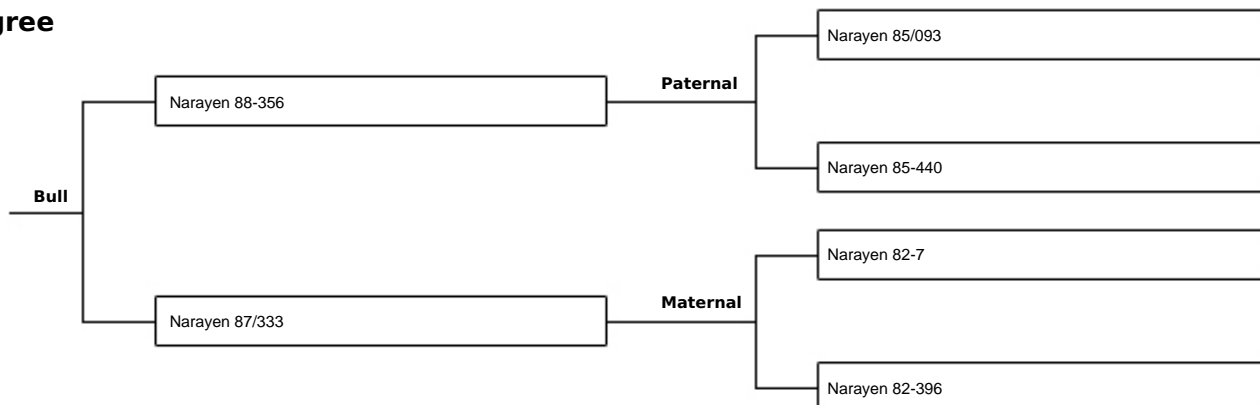 Narayen 85/093
Narayen 88-356
Paternal
Narayen 85-440
Bull
Narayen 82-7
Narayen 87/333
Maternal
Narayen 82-396